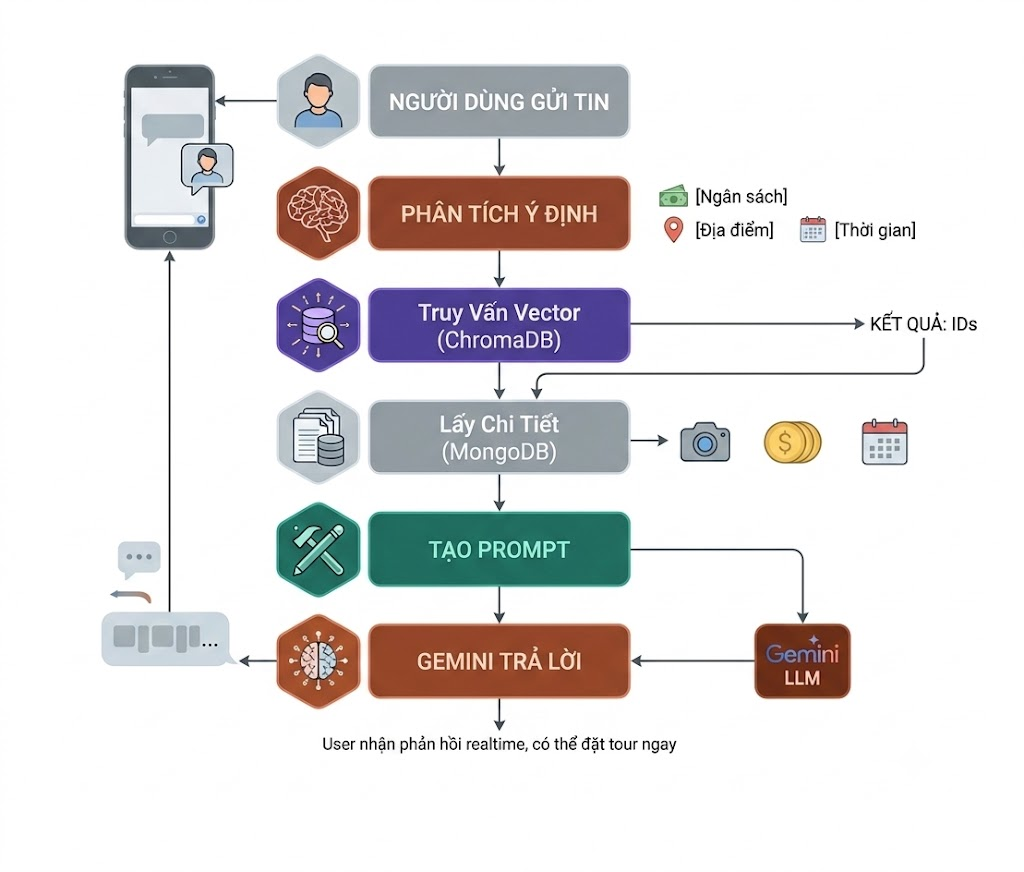 NGƯỜI DÙNG GỬI TIN
PHÂN TÍCH Ý ĐỊNH
[Ngân sách]
[Địa điểm]
[Thời gian]
Truy Vấn Vector
(ChromaDB)
KẾT QUẢ: IDs
Lấy Chi Tiết
(MongoDB)
TẠO PROMPT
GEMINI TRẢ LỜI
Gemini
LLM
User nhận phản hồi realtime, có thể đặt tour ngay